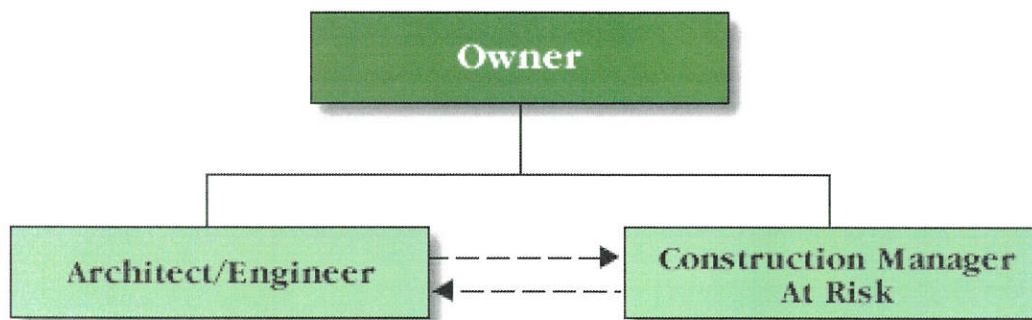 Owner
Architect/Engineer
Construction Manager
At Risk